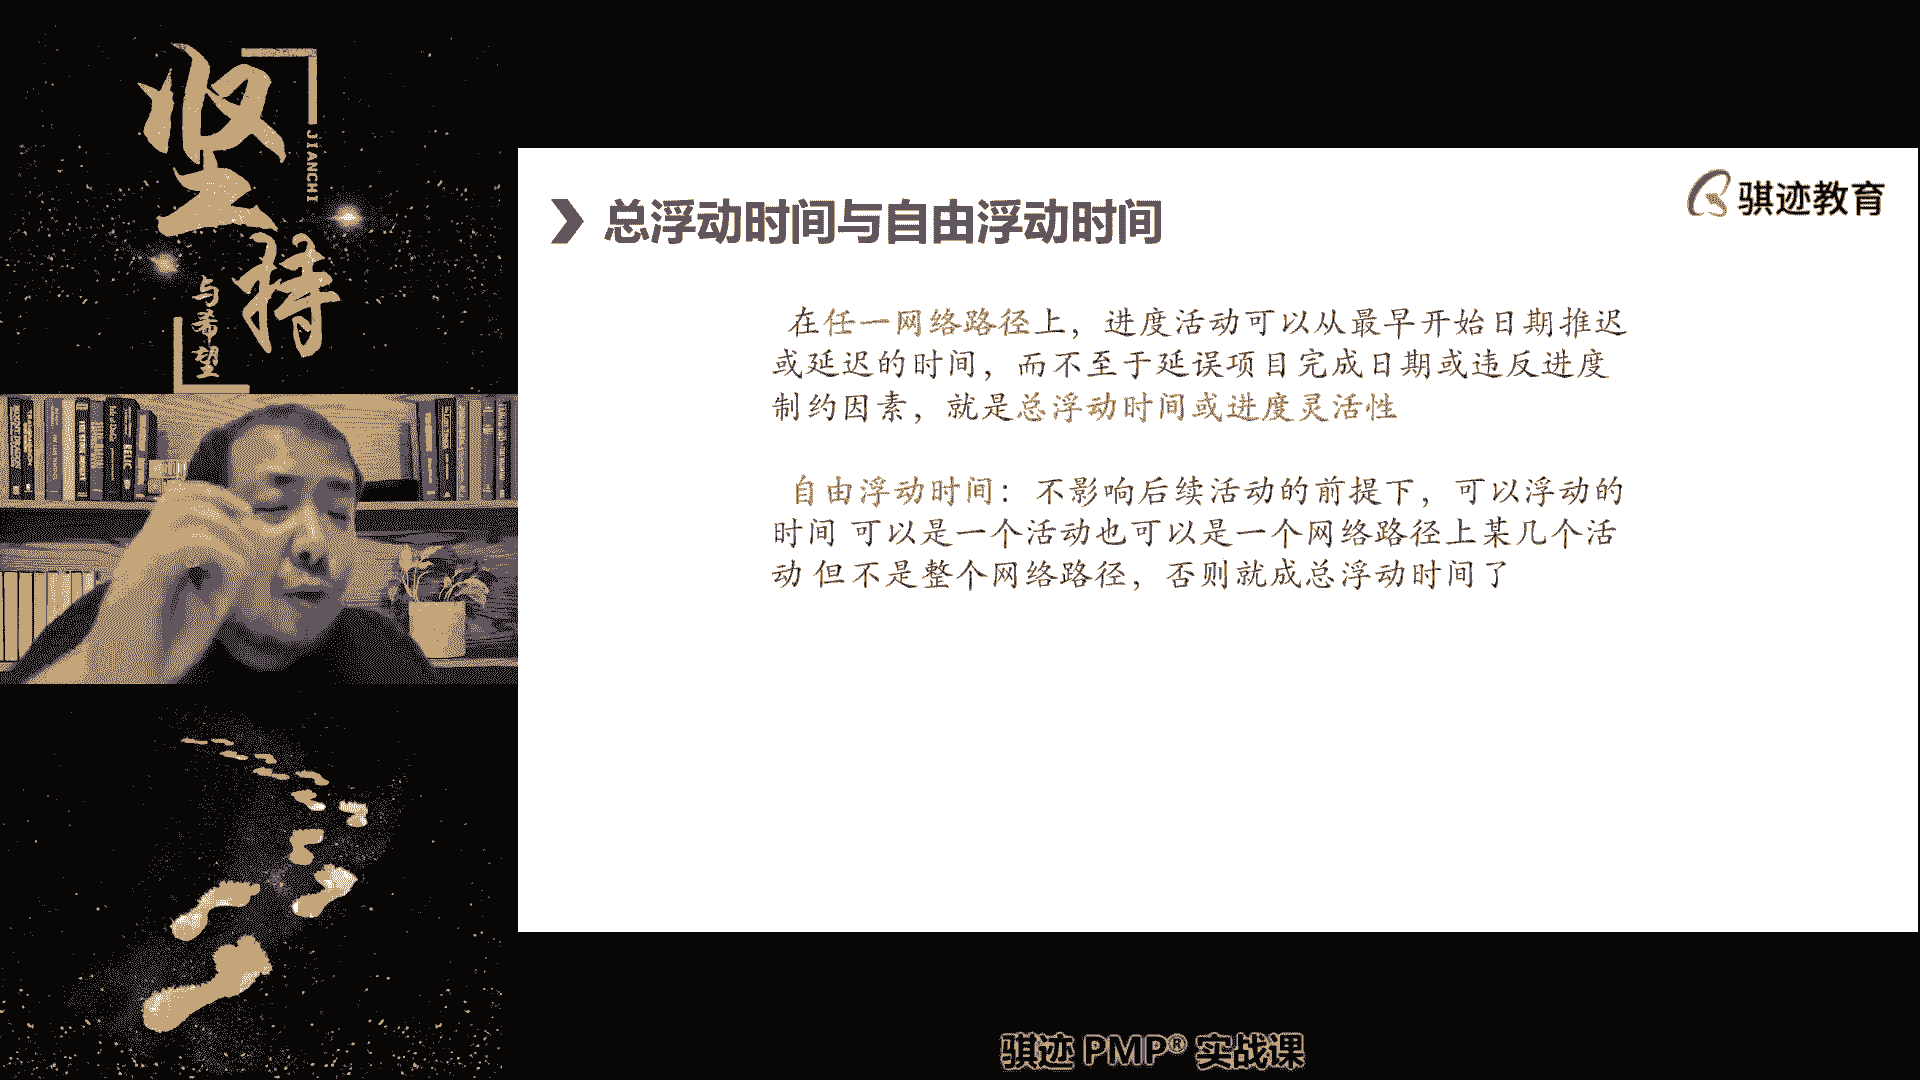 坚持
JIANCHI
与希望
骐迹教育
总浮动时间与自由浮动时间
在任一网络路径上，进度活动可以从最早开始日期推迟
或延迟的时间，而不至于延误项目完成日期或违反进度
制约因素，就是总浮动时间或进度灵活性
自由浮动时间： 不影响后续活动的前提下，可以浮动的
时间 可以是一个活动也可以是一个网络路径上某几个活
动 但不是整个网络路径，否则就成总浮动时间了
骐迹 PMP® 实战课